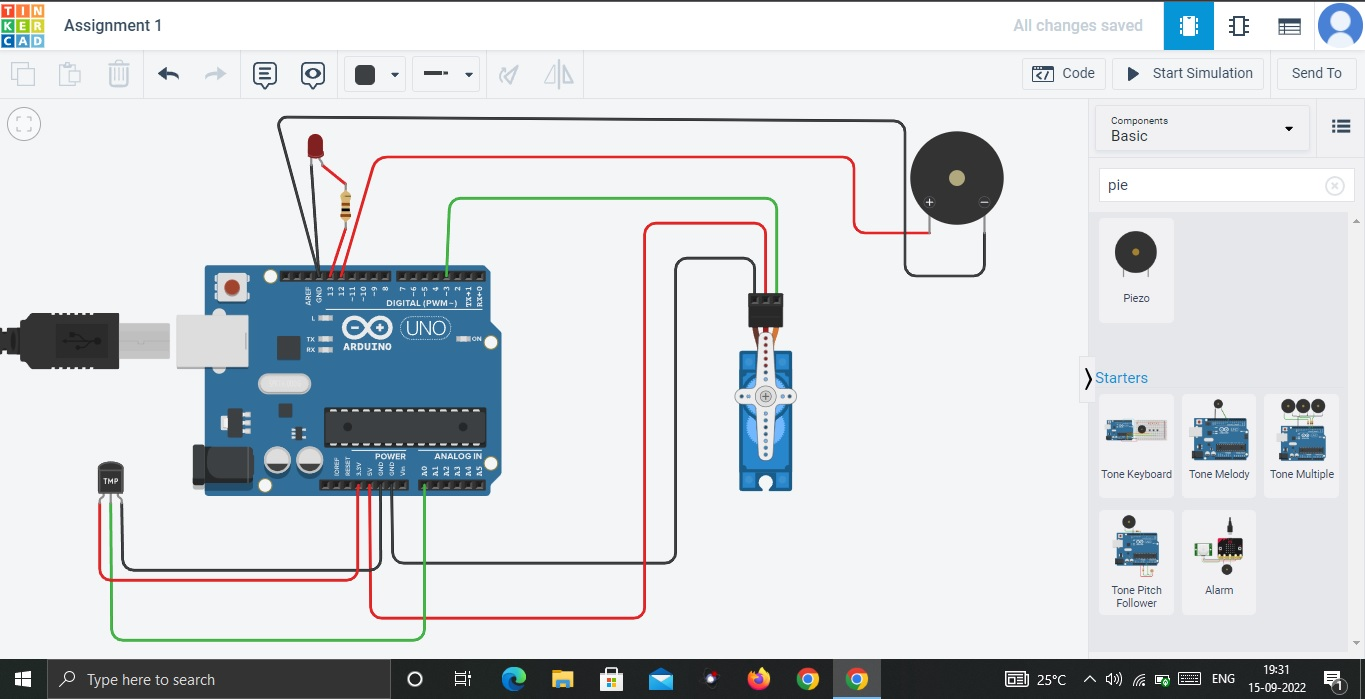 TIN
KER
CAD
Assignment 1
All changes saved
Code
Start Simulation
Send To
Components
Basic
pie
Piezo
Starters
Tone Keyboard
Tone Melody
Tone Multiple
Tone Pitch
Follower
Alarm
AREF
GND
13
12
~11
~10
~9
8
7
~6
~5
4
~3
2
TX→1
RX←0
DIGITAL (PWM~)
L
TX
RX
UNO
ON
ARDUINO
POWER
ANALOG IN
IOREF
RESET
3.3V
5V
GND
GND
Vin
A0
A1
A2
A3
A4
A5
TMP
+
−
Type here to search
25°C
ENG
19:31
15-09-2022
1